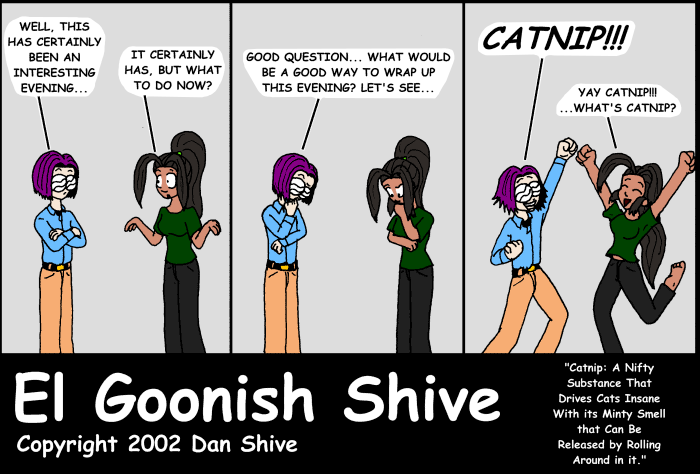 WELL, THIS
HAS CERTAINLY
BEEN AN
INTERESTING
EVENING...
IT CERTAINLY
HAS, BUT WHAT
TO DO NOW?
GOOD QUESTION... WHAT WOULD
BE A GOOD WAY TO WRAP UP
THIS EVENING? LET'S SEE...
CATNIP!!!
YAY CATNIP!!!
...WHAT'S CATNIP?
El Goonish Shive
Copyright 2002 Dan Shive
"Catnip: A Nifty
Substance That
Drives Cats Insane
With its Minty Smell
that Can Be
Released by Rolling
Around in it."